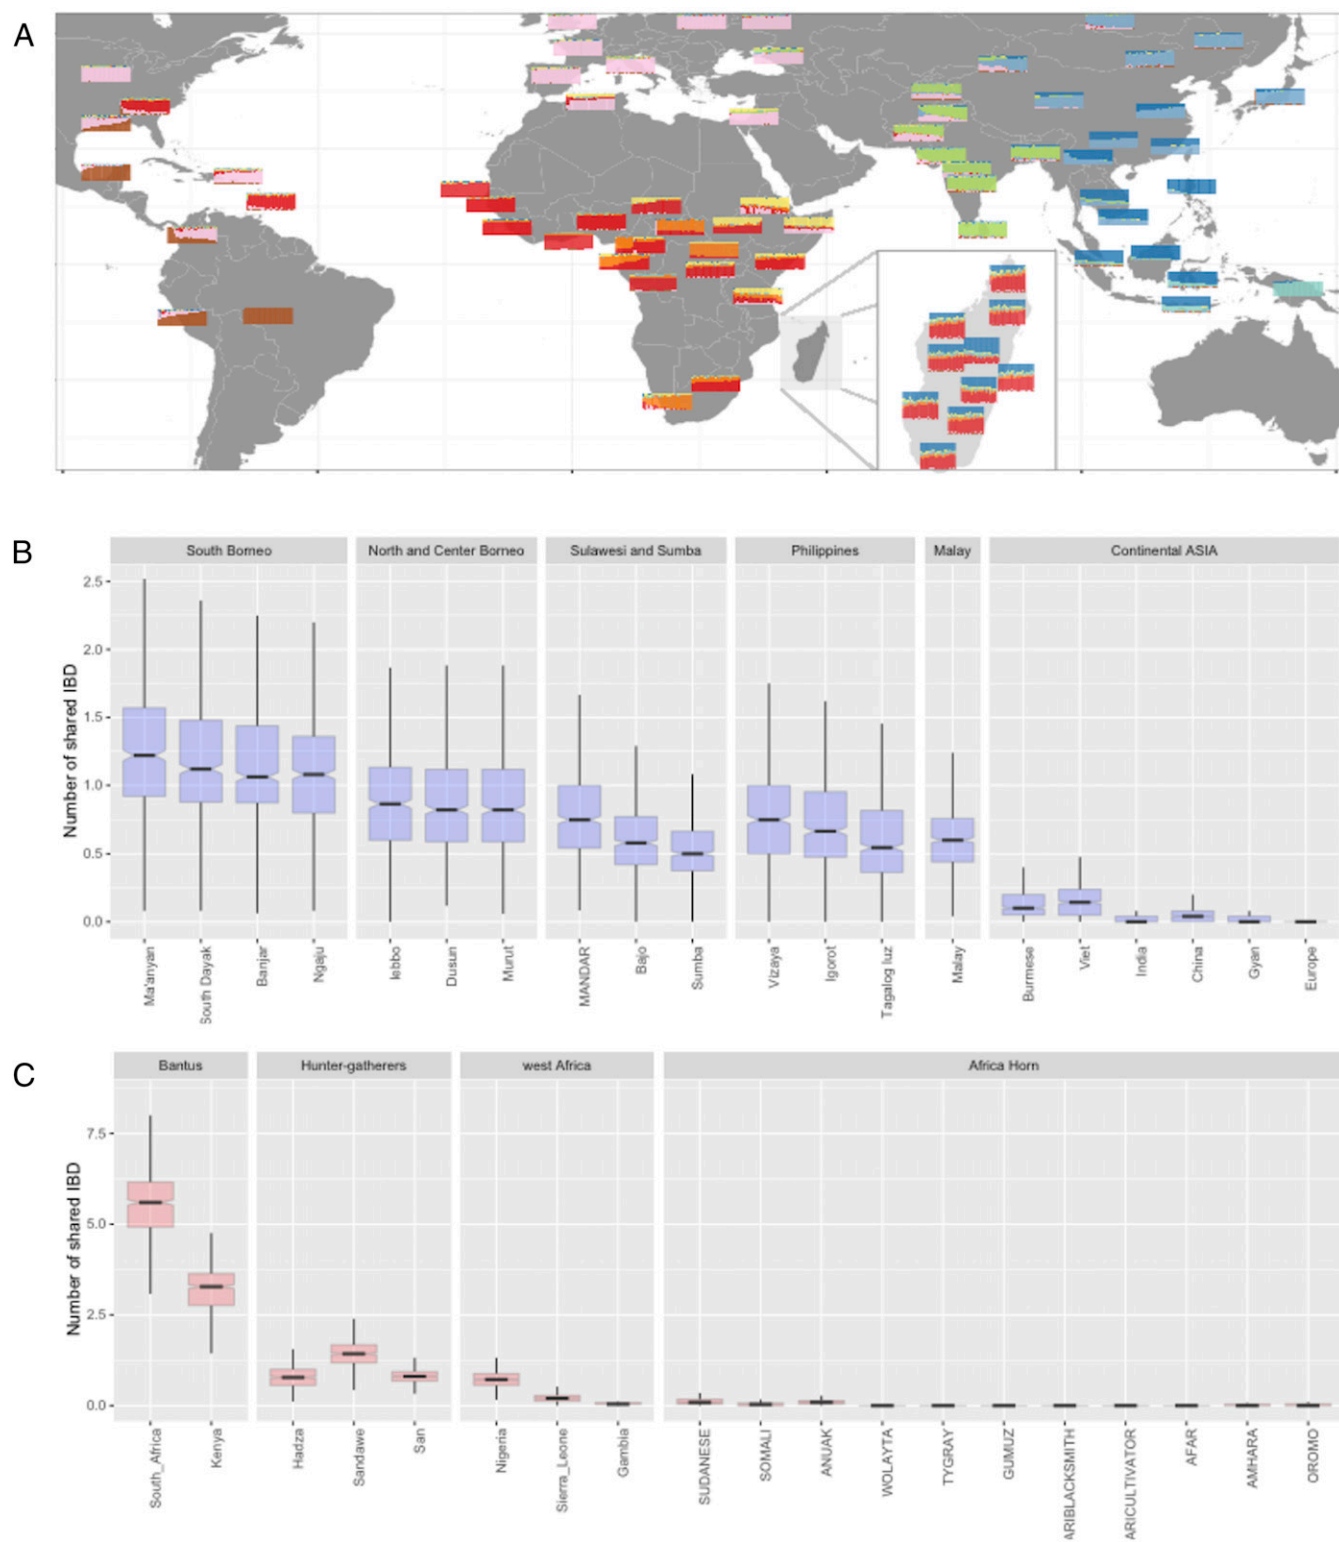 A
B
South Borneo North and Center Borneo Sulawesi and Sumba Philippines Malay Continental ASIA
Number of shared IBD
2.5
2.0
1.5
1.0
0.5
0.0
Ma'anyan South Dayak Banjar Ngaju lebbo Dusun Murut MANDAR Bajo Sumba Vizaya Igorot Tagalog luz Malay Burmese Viet India China Gyan Europe
C
Bantus Hunter-gatherers west Africa Africa Horn
Number of shared IBD
7.5
5.0
2.5
0.0
South_Africa Kenya Hadza Sandawe San Nigeria Sierra_Leone Gambia SUDANESE SOMALI ANUAK WOLAYTA TYGRAY GUMUZ ARIBLACKSMITH ARICULTIVATOR AFAR AMHARA OROMO